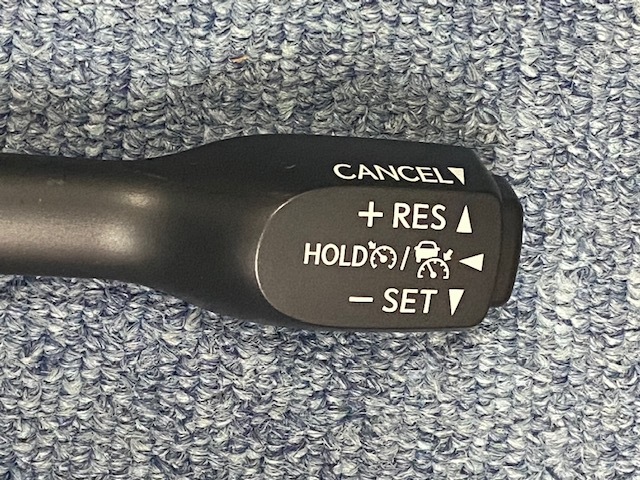 CANCEL▼
+ RES ▲
HOLD / ◀
− SET ▼